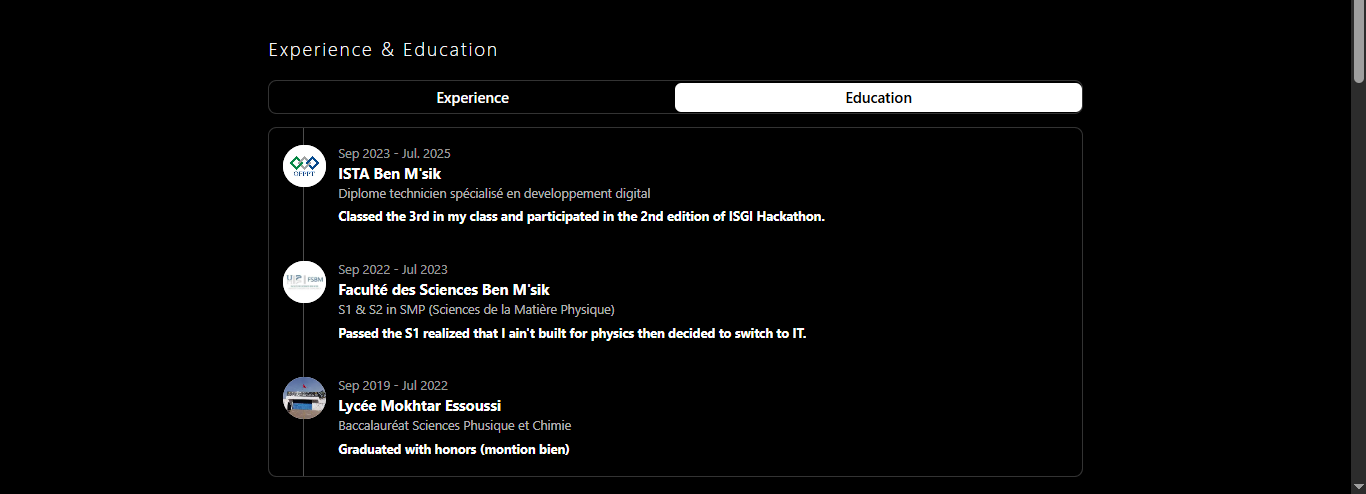 Experience & Education
Experience
Education
Sep 2023 - Jul. 2025
OFPPT
ISTA Ben M'sik
Diplome technicien spécialisé en developpement digital
Classed the 3rd in my class and participated in the 2nd edition of ISGI Hackathon.
Sep 2022 - Jul 2023
FSBM
Faculté des Sciences Ben M'sik
S1 & S2 in SMP (Sciences de la Matière Physique)
Passed the S1 realized that I ain't built for physics then decided to switch to IT.
Sep 2019 - Jul 2022
Lycée Mokhtar Essoussi
Baccalauréat Sciences Phusique et Chimie
Graduated with honors (montion bien)